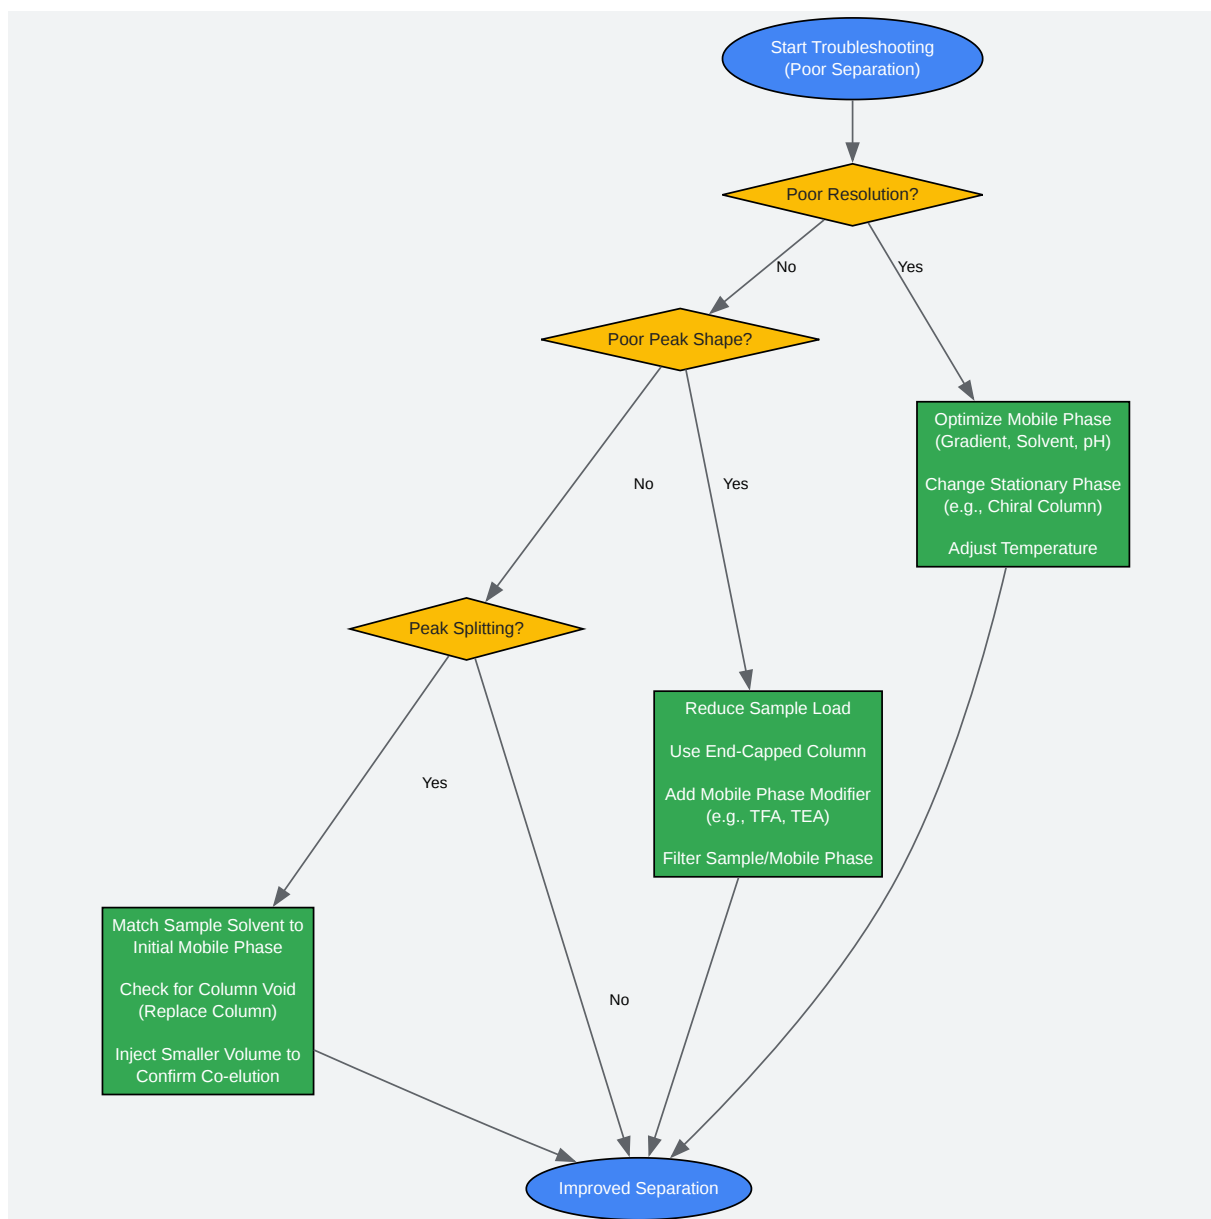 Start Troubleshooting
(Poor Separation)
Poor Resolution?
No
Yes
Poor Peak Shape?
Optimize Mobile Phase
(Gradient, Solvent, pH)
Change Stationary Phase
(e.g., Chiral Column)
Adjust Temperature
No
Yes
Peak Splitting?
Reduce Sample Load
Use End-Capped Column
Add Mobile Phase Modifier
(e.g., TFA, TEA)
Filter Sample/Mobile Phase
Yes
No
Match Sample Solvent to
Initial Mobile Phase
Check for Column Void
(Replace Column)
Inject Smaller Volume to
Confirm Co-elution
Improved Separation